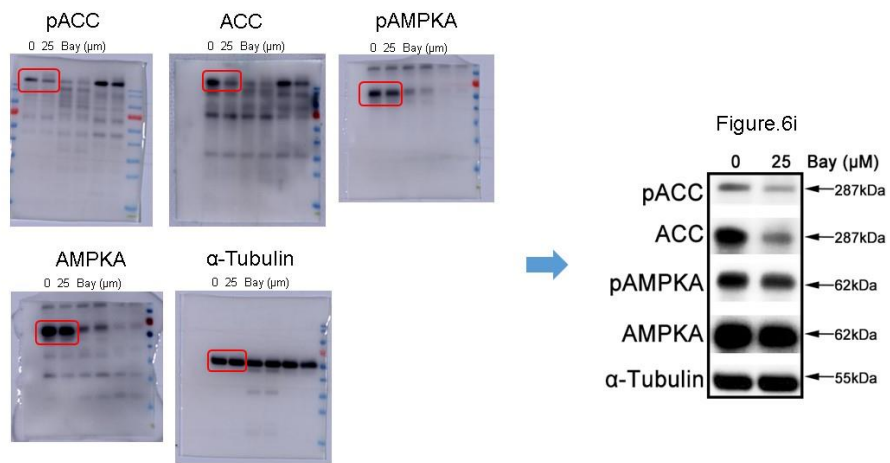 pACC
0 25 Bay (μm)
ACC
0 25 Bay (μm)
pAMPKA
0 25 Bay (μm)
AMPKA
0 25 Bay (μm)
α-Tubulin
0 25 Bay (μm)
Figure.6i
0 25 Bay (μM)
pACC 287kDa
ACC 287kDa
pAMPKA 62kDa
AMPKA 62kDa
α-Tubulin 55kDa